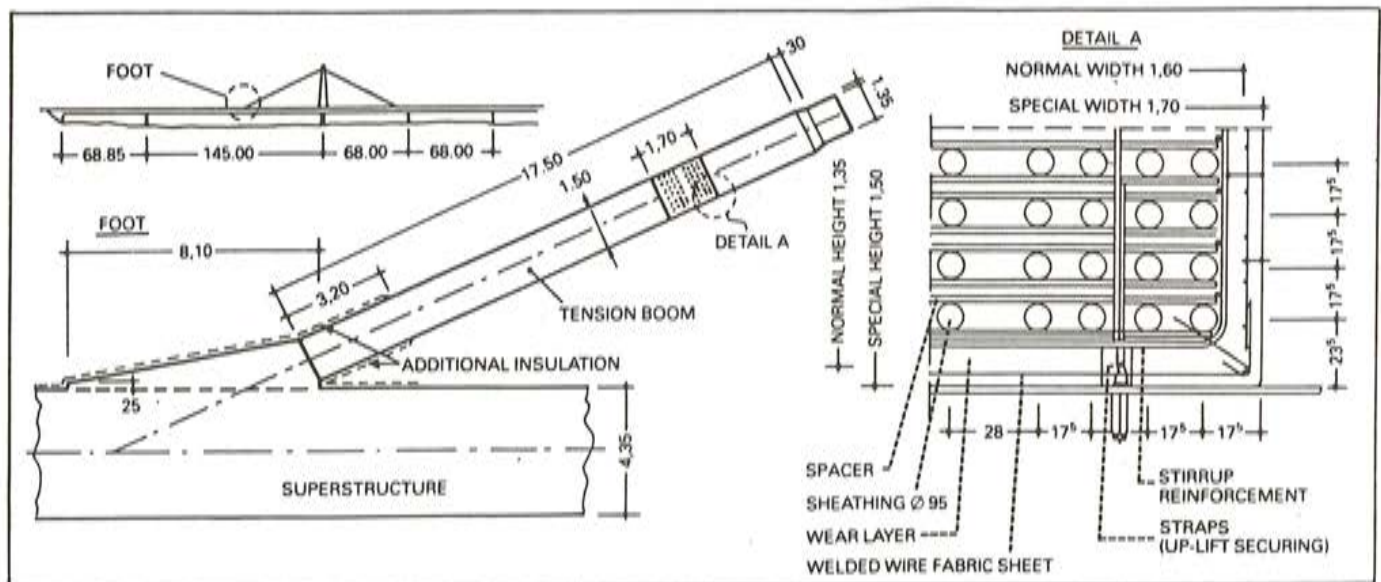 FOOT
68.85
145.00
68.00
68.00
FOOT
8,10
3,20
17.50
30
1.35
1,70
1.50
DETAIL A
TENSION BOOM
ADDITIONAL INSULATION
25
4,35
SUPERSTRUCTURE
DETAIL A
NORMAL WIDTH 1,60
SPECIAL WIDTH 1,70
NORMAL HEIGHT 1,35
SPECIAL HEIGHT 1,50
17⁵
17⁵
17⁵
23⁵
28
17⁵
17⁵
17⁵
SPACER
SHEATHING Ø 95
WEAR LAYER
WELDED WIRE FABRIC SHEET
STIRRUP
REINFORCEMENT
STRAPS
(UP-LIFT SECURING)